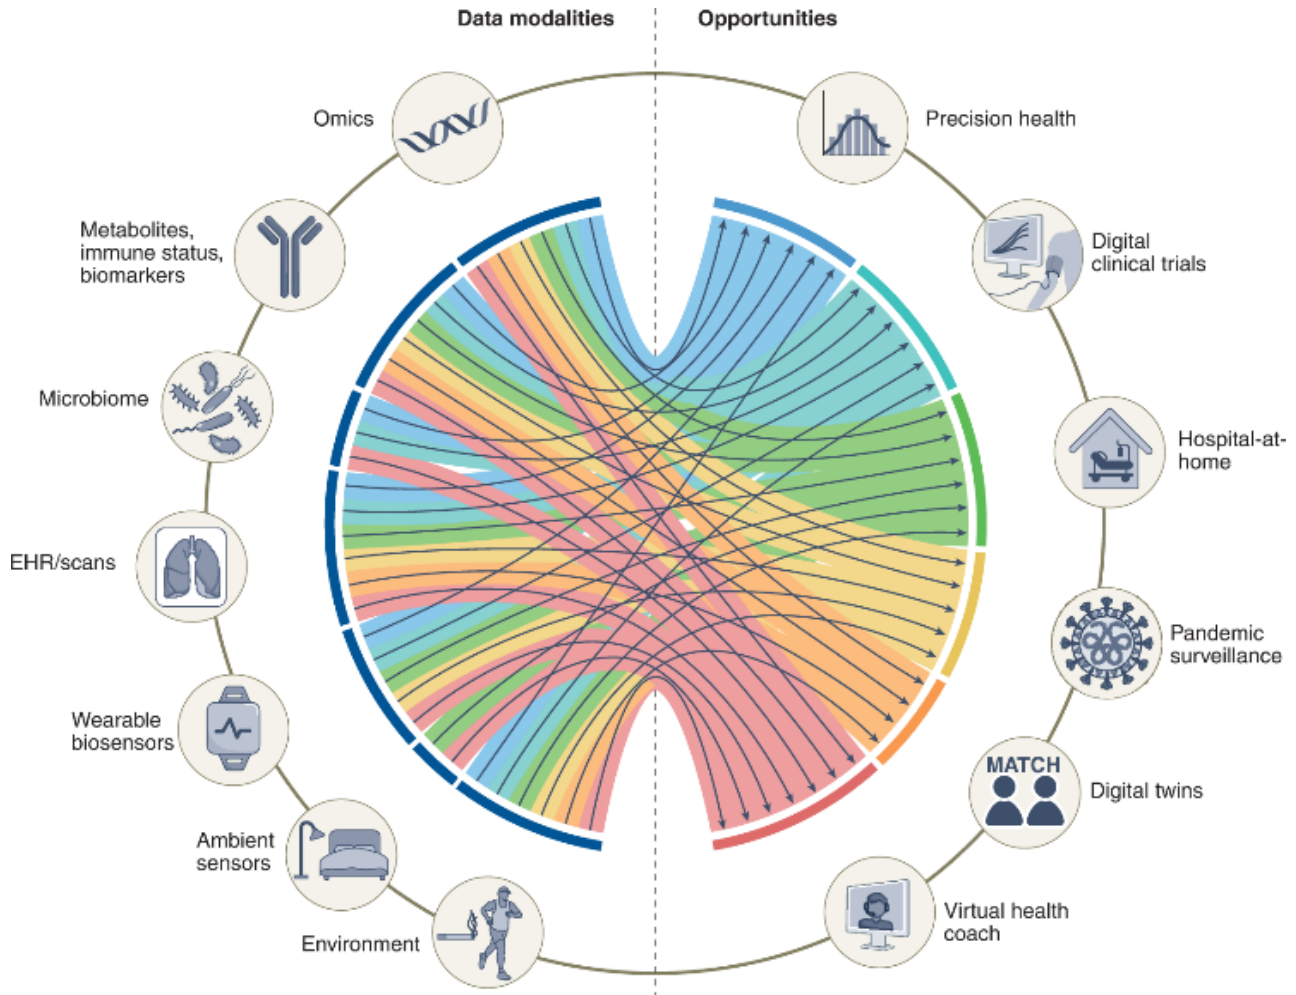 Data modalities
Opportunities
Omics
Metabolites,
immune status,
biomarkers
Microbiome
EHR/scans
Wearable
biosensors
Ambient
sensors
Environment
Precision health
Digital
clinical trials
Hospital-at-
home
Pandemic
surveillance
MATCH
Digital twins
Virtual health
coach